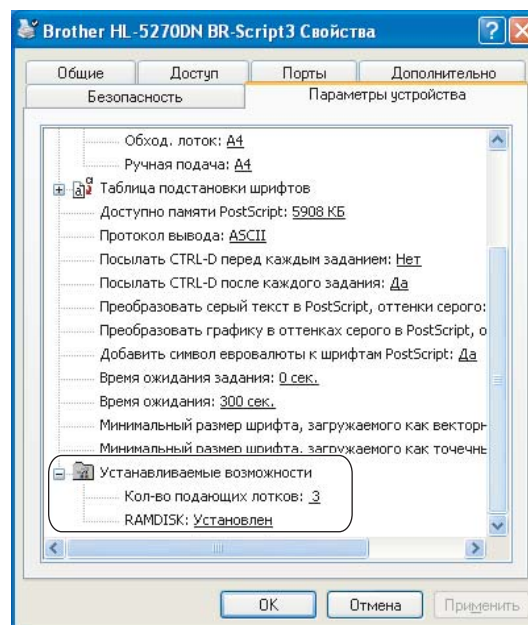 Brother HL-5270DN BR-Script3 Свойства
Общие Доступ Порты Дополнительно
Безопасность Параметры устройства
Обход. лоток: A4
Ручная подача: A4
Таблица подстановки шрифтов
Доступно памяти PostScript: 5908 КБ
Протокол вывода: ASCII
Посылать CTRL-D перед каждым заданием: Нет
Посылать CTRL-D после каждого задания: Да
Преобразовать серый текст в PostScript, оттенки серого:
Преобразовать графику в оттенках серого в PostScript, о
Добавить символ евровалюты к шрифтам PostScript: Да
Время ожидания задания: 0 сек.
Время ожидания: 300 сек.
Минимальный размер шрифта, загружаемого как векторн
Минимальный размер шрифта, загружаемого как точечнь
Устанавливаемые возможности
Кол-во подающих лотков: 3
RAMDISK: Установлен
OK Отмена Применить